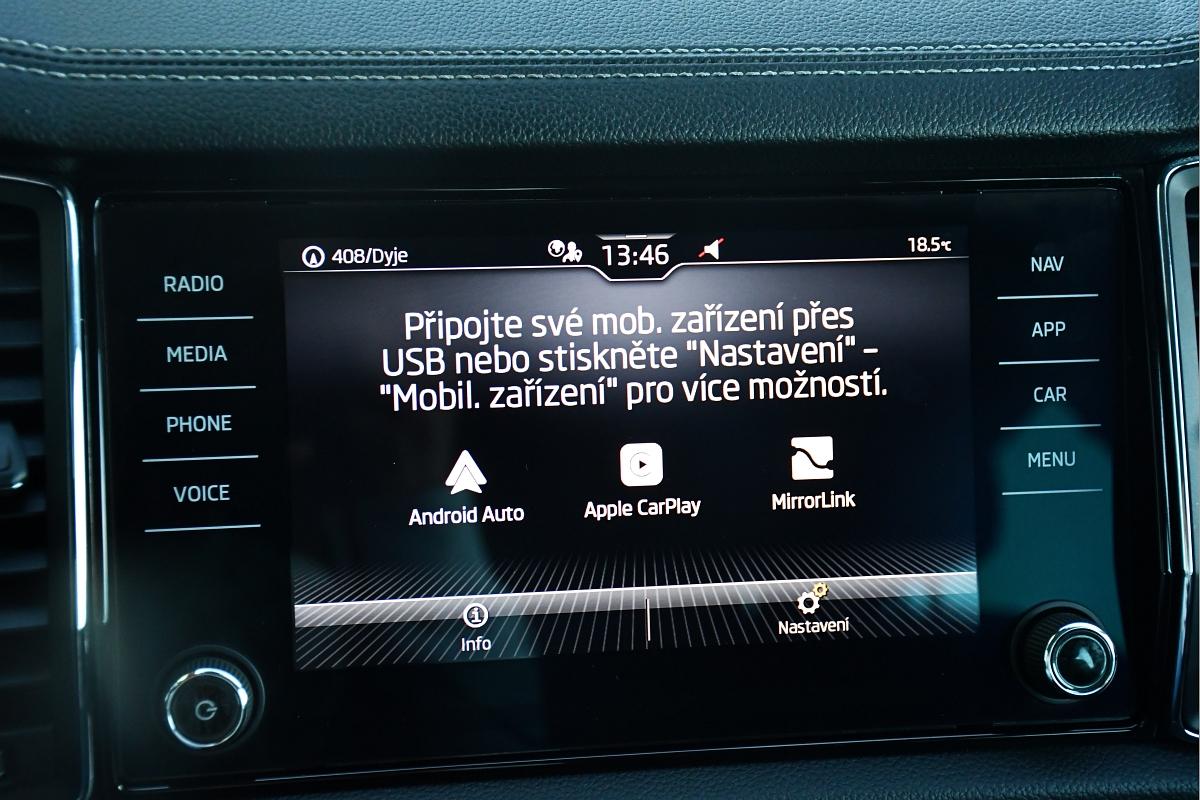 408/Dyje 13:46 18.5°C
RADIO
MEDIA
PHONE
VOICE
Připojte své mob. zařízení přes
USB nebo stiskněte "Nastavení" –
"Mobil. zařízení" pro více možností.
Android Auto
Apple CarPlay
MirrorLink
Info
Nastavení
NAV
APP
CAR
MENU